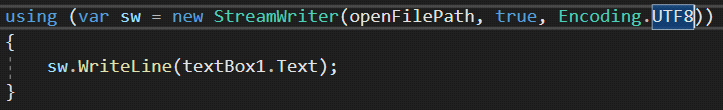 using (var sw = new StreamWriter(openFilePath, true, Encoding.UTF8))
{
sw.WriteLine(textBox1.Text);
}